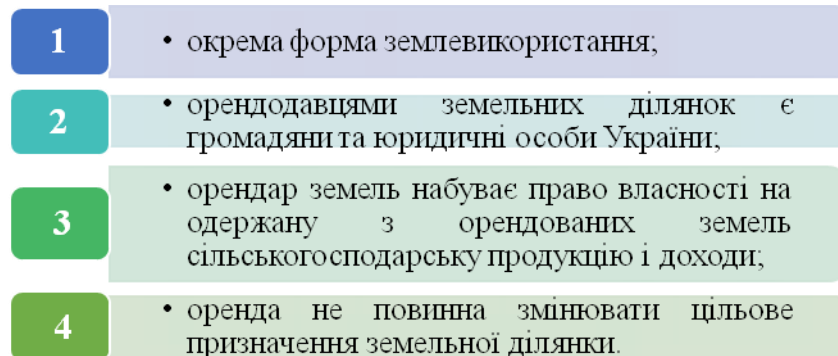 1
• окрема форма землевикористання;
2
• орендодавцями земельних ділянок є
громадяни та юридичні особи України;
3
• орендар земель набуває право власності на
одержану з орендованих земель
сільськогосподарську продукцію і доходи;
4
• оренда не повинна змінювати цільове
призначення земельної ділянки.